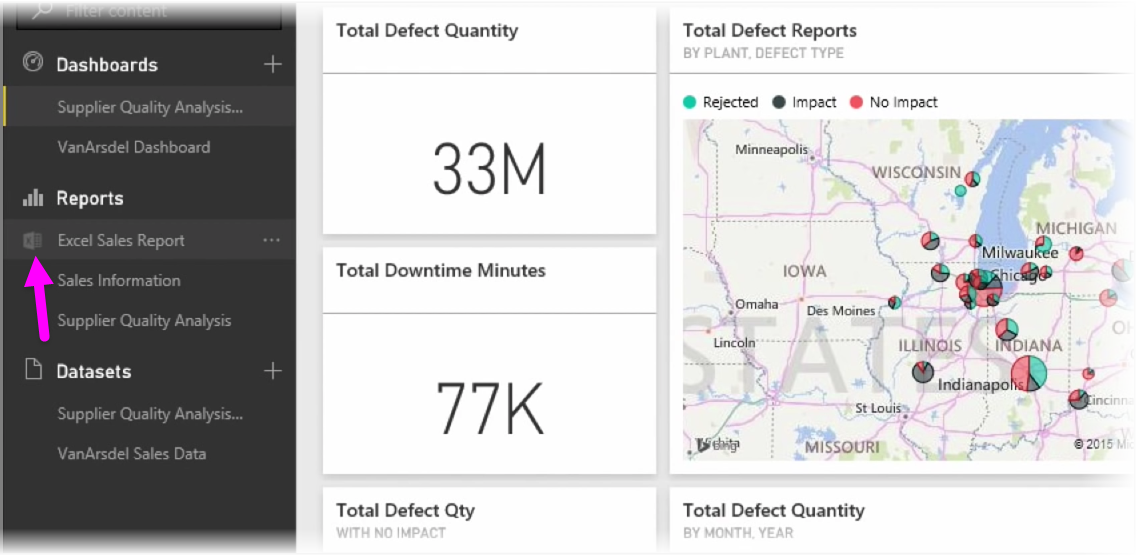 Filter content
Dashboards
Supplier Quality Analysis...
VanArsdel Dashboard
Reports
Excel Sales Report
Sales Information
Supplier Quality Analysis
Datasets
Supplier Quality Analysis...
VanArsdel Sales Data
Total Defect Quantity
33M
Total Downtime Minutes
77K
Total Defect Qty
WITH NO IMPACT
Total Defect Reports
BY PLANT, DEFECT TYPE
Rejected Impact No Impact
Minneapolis
WISCONSIN
MICHIGAN
Milwaukee
IOWA
Chicago
Omaha
Des Moines
STATES
Lincoln
ILLINOIS
INDIANA
OH
Indianapolis
St Louis
Cincinna
Wichita
Bing
MISSOURI
© 2015 Mic
Total Defect Quantity
BY MONTH, YEAR